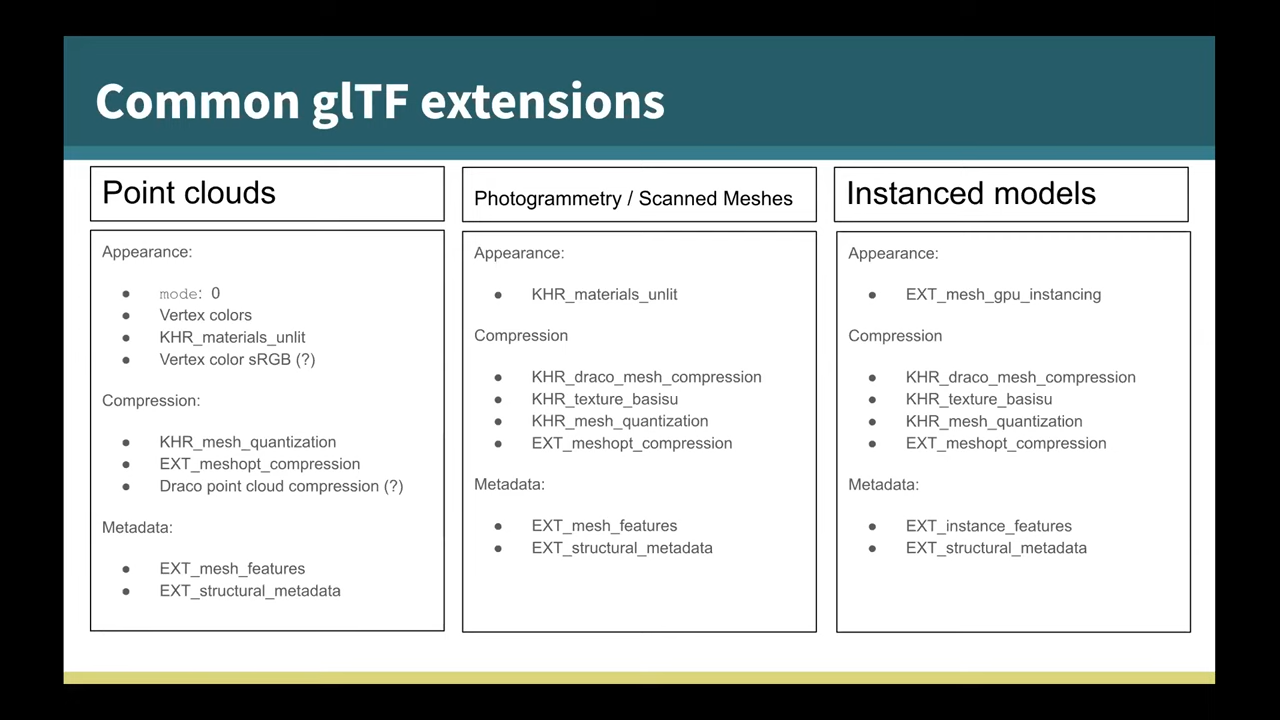 Common glTF extensions
Point clouds
Appearance:
● mode: 0
● Vertex colors
● KHR_materials_unlit
● Vertex color sRGB (?)
Compression:
● KHR_mesh_quantization
● EXT_meshopt_compression
● Draco point cloud compression (?)
Metadata:
● EXT_mesh_features
● EXT_structural_metadata
Photogrammetry / Scanned Meshes
Appearance:
● KHR_materials_unlit
Compression
● KHR_draco_mesh_compression
● KHR_texture_basisu
● KHR_mesh_quantization
● EXT_meshopt_compression
Metadata:
● EXT_mesh_features
● EXT_structural_metadata
Instanced models
Appearance:
● EXT_mesh_gpu_instancing
Compression
● KHR_draco_mesh_compression
● KHR_texture_basisu
● KHR_mesh_quantization
● EXT_meshopt_compression
Metadata:
● EXT_instance_features
● EXT_structural_metadata